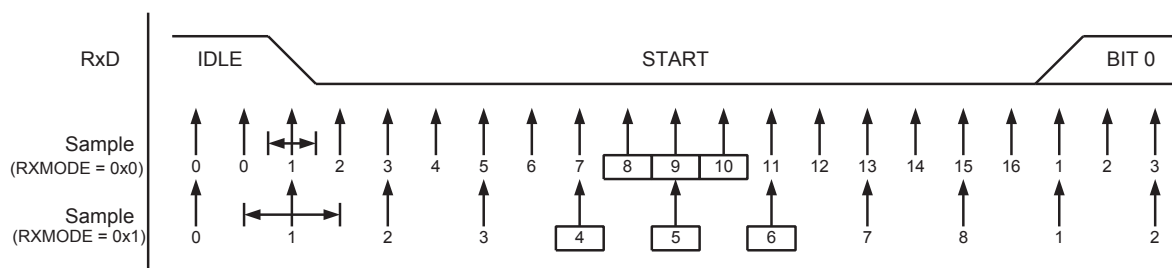 RxD IDLE START BIT 0
Sample
(RXMODE = 0x0) 0 0 1 2 3 4 5 6 7 8 9 10 11 12 13 14 15 16 1 2 3
Sample
(RXMODE = 0x1) 0 1 2 3 4 5 6 7 8 1 2